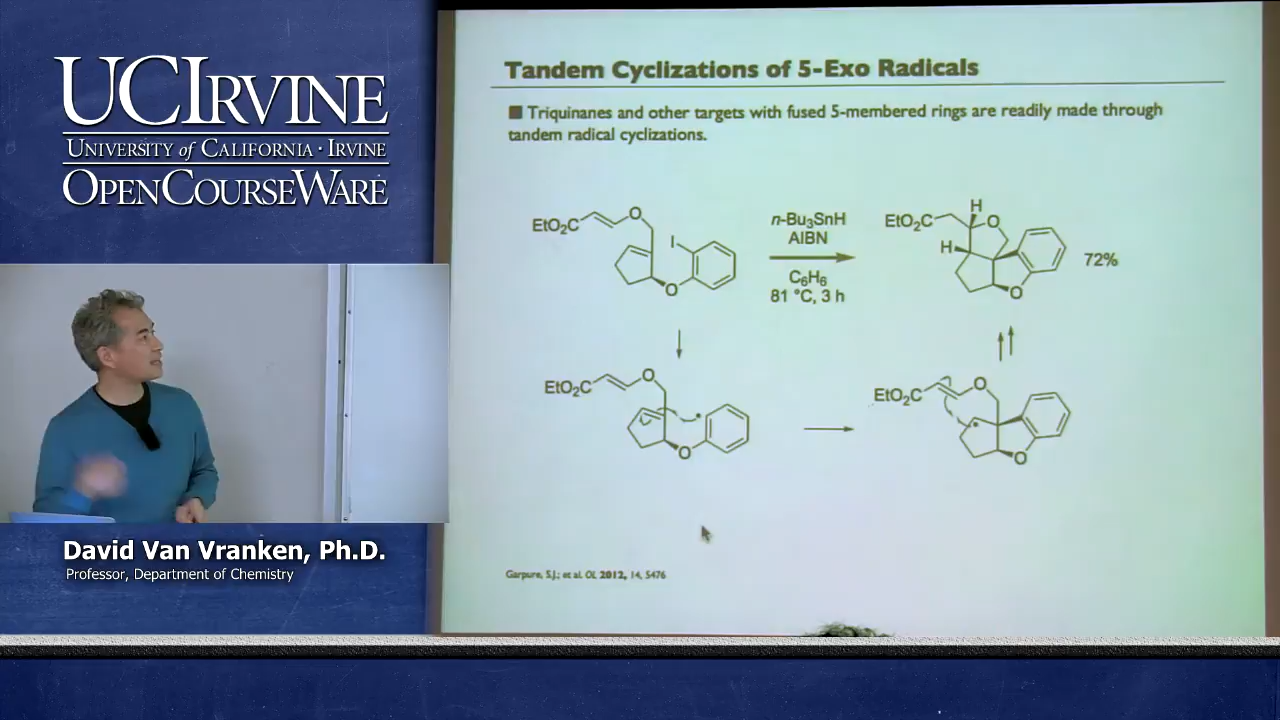 UCIRVINE
UNIVERSITY of CALIFORNIA · IRVINE
OPENCOURSEWARE
David Van Vranken, Ph.D.
Professor, Department of Chemistry
Tandem Cyclizations of 5-Exo Radicals
Triquinanes and other targets with fused 5-membered rings are readily made through
tandem radical cyclizations.
EtO2C O I O
n-Bu3SnH
AIBN
C6H6
81 °C, 3 h
EtO2C H O H O
72%
EtO2C O O
EtO2C O O
Garpure, S.J.; et al. OL 2012, 14, 5476